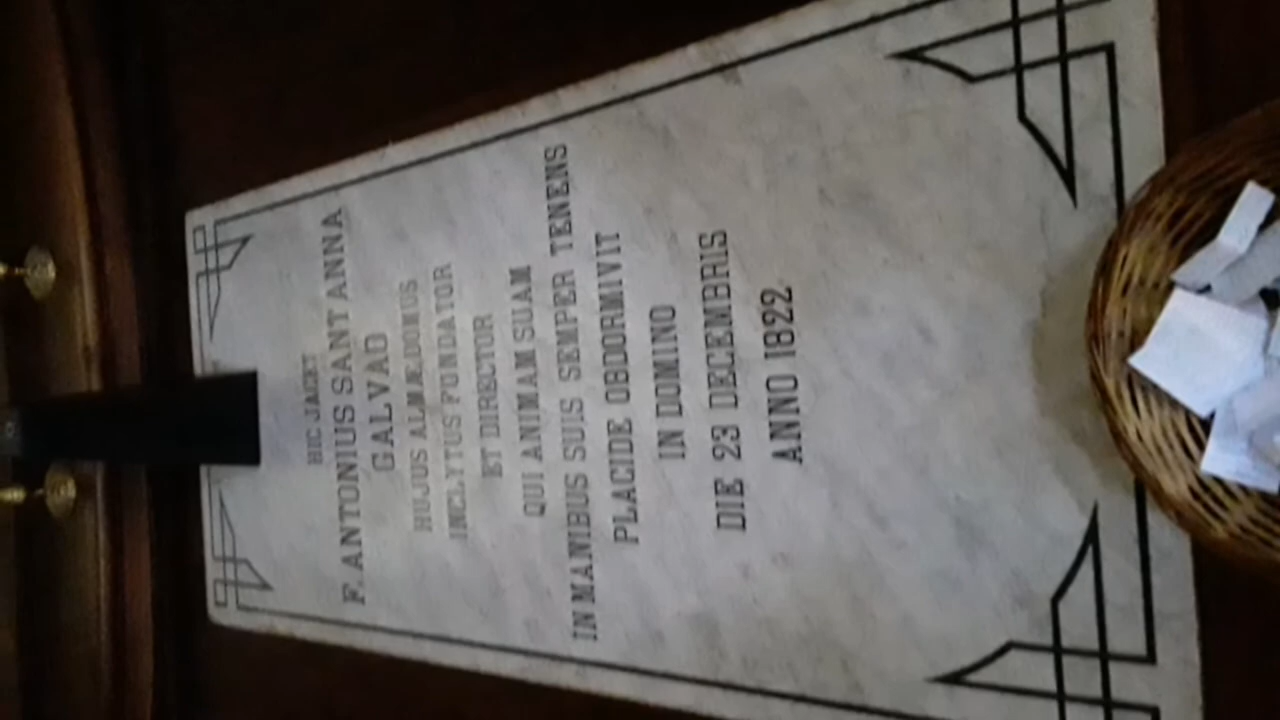 HIC JACET
F. ANTONIUS SANT'ANNA
GALVAO
HUJUS ALMÆ DOMUS
INCLYTUS FUNDATOR
ET DIRECTOR
QUI ANIMAM SUAM
IN MANIBUS SUIS SEMPER TENENS
PLACIDE OBDORMIVIT
IN DOMINO
DIE 23 DECEMBRIS
ANNO 1822